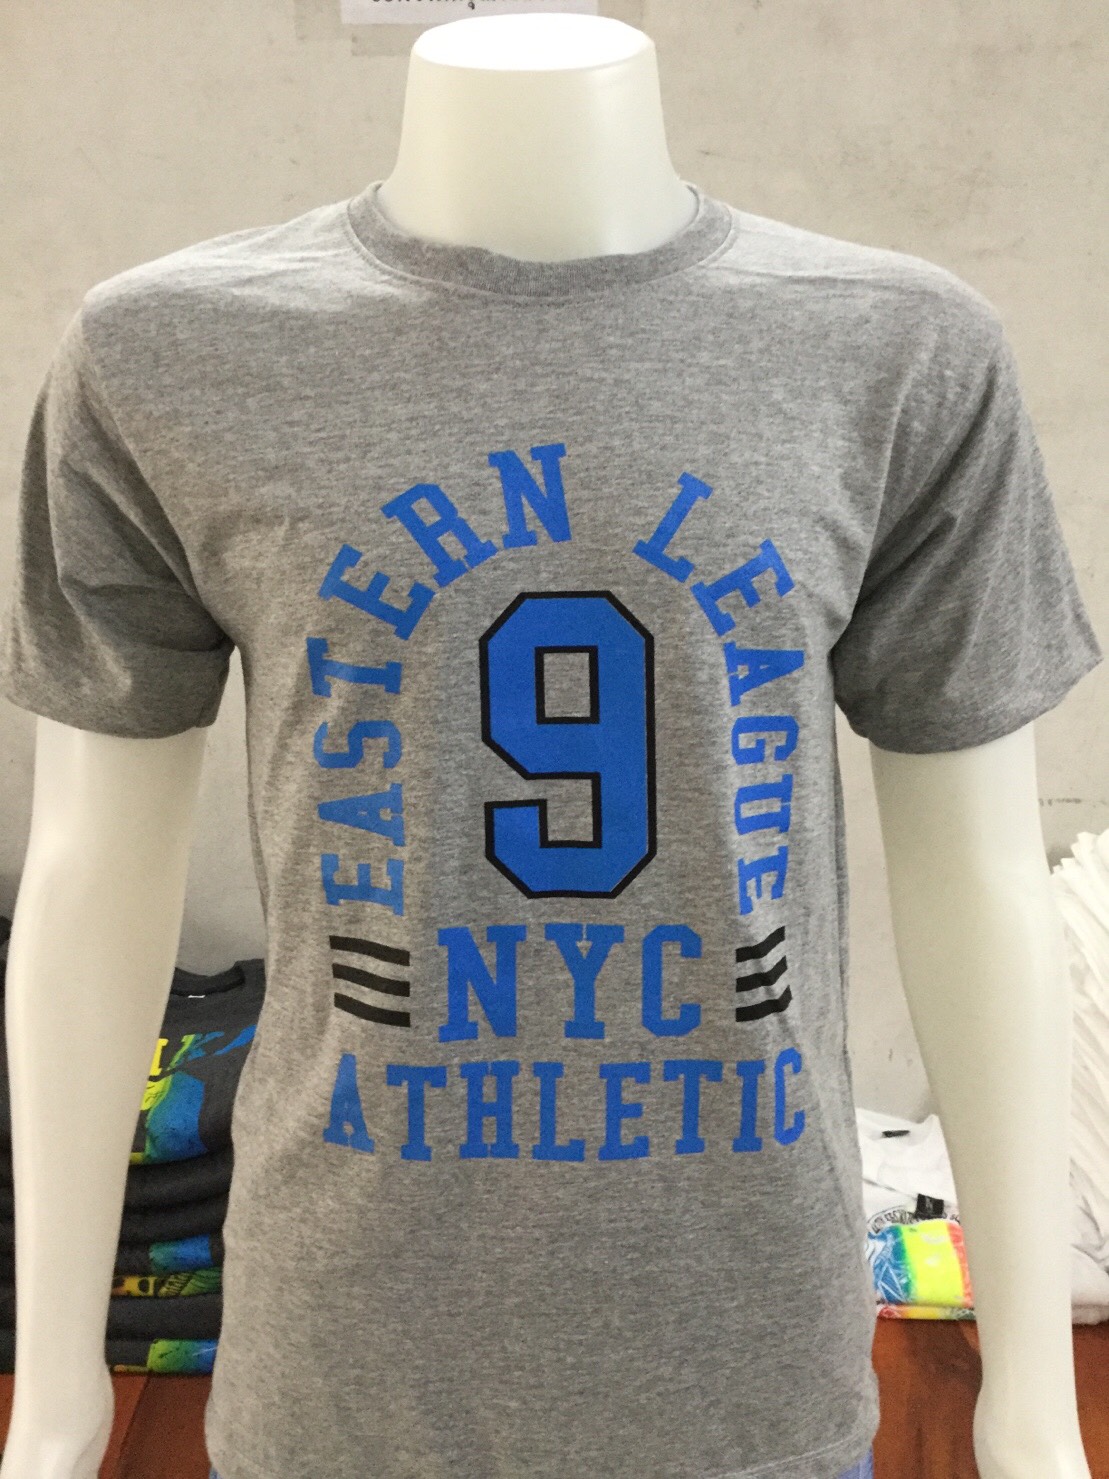 EASTERN LEAGUE
9
NYC
ATHLETIC